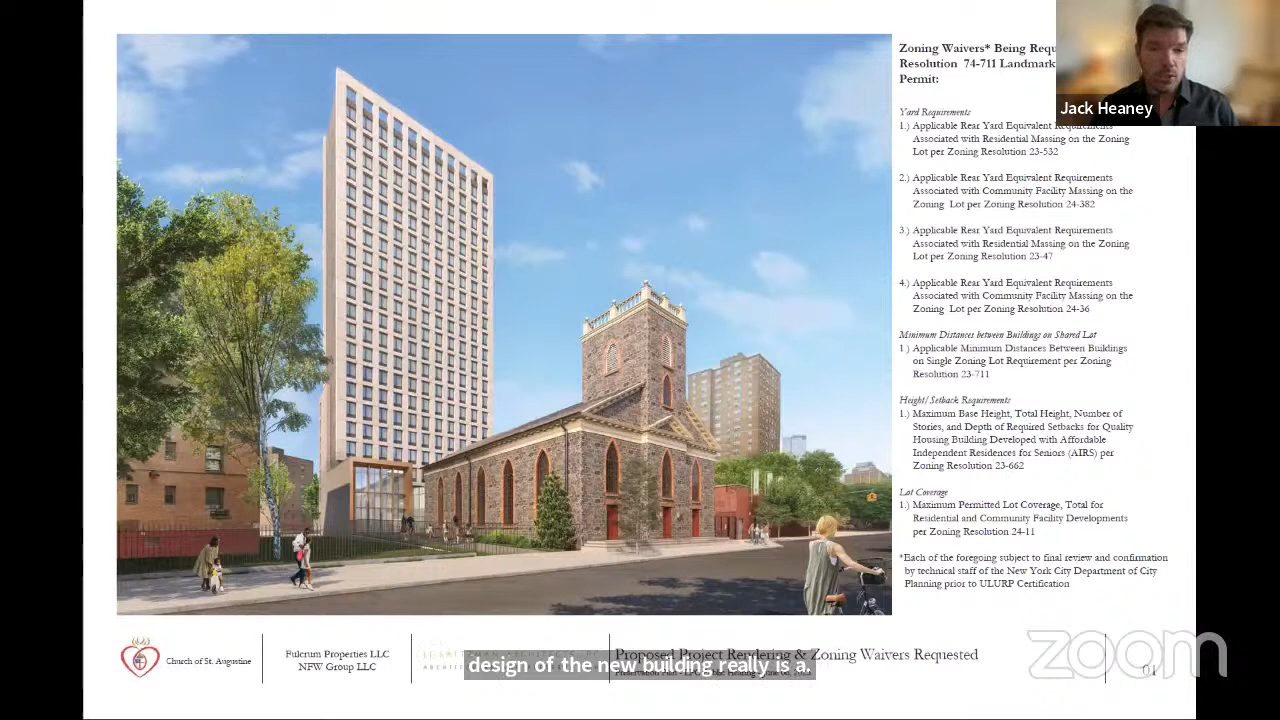 Zoning Waivers* Being Requ
Resolution 74-711 Landmark
Permit:
Jack Heaney
Yard Requirements
1.) Applicable Rear Yard Equivalent Requirements
Associated with Residential Massing on the Zoning
Lot per Zoning Resolution 23-532
2.) Applicable Rear Yard Equivalent Requirements
Associated with Community Facility Massing on the
Zoning Lot per Zoning Resolution 24-382
3.) Applicable Rear Yard Equivalent Requirements
Associated with Residential Massing on the Zoning
Lot per Zoning Resolution 23-47
4.) Applicable Rear Yard Equivalent Requirements
Associated with Community Facility Massing on the
Zoning Lot per Zoning Resolution 24-36
Minimum Distances between Buildings on Shared Lot
1.) Applicable Minimum Distances Between Buildings
on Single Zoning Lot Requirement per Zoning
Resolution 23-711
Height/Setback Requirements
1.) Maximum Base Height, Total Height, Number of
Stories, and Depth of Required Setbacks for Quality
Housing Building Developed with Affordable
Independent Residences for Seniors (AIRS) per
Zoning Resolution 23-662
Lot Coverage
1.) Maximum Permitted Lot Coverage, Total for
Residential and Community Facility Developments
per Zoning Resolution 24-11
*Each of the foregoing subject to final review and confirmation
by technical staff of the New York City Department of City
Planning prior to ULURP Certification
Church of St. Augustine
Fulcrum Properties LLC
NFW Group LLC
Proposed Project Rendering & Zoning Waivers Requested
design of the new building really is a.
zoom
01